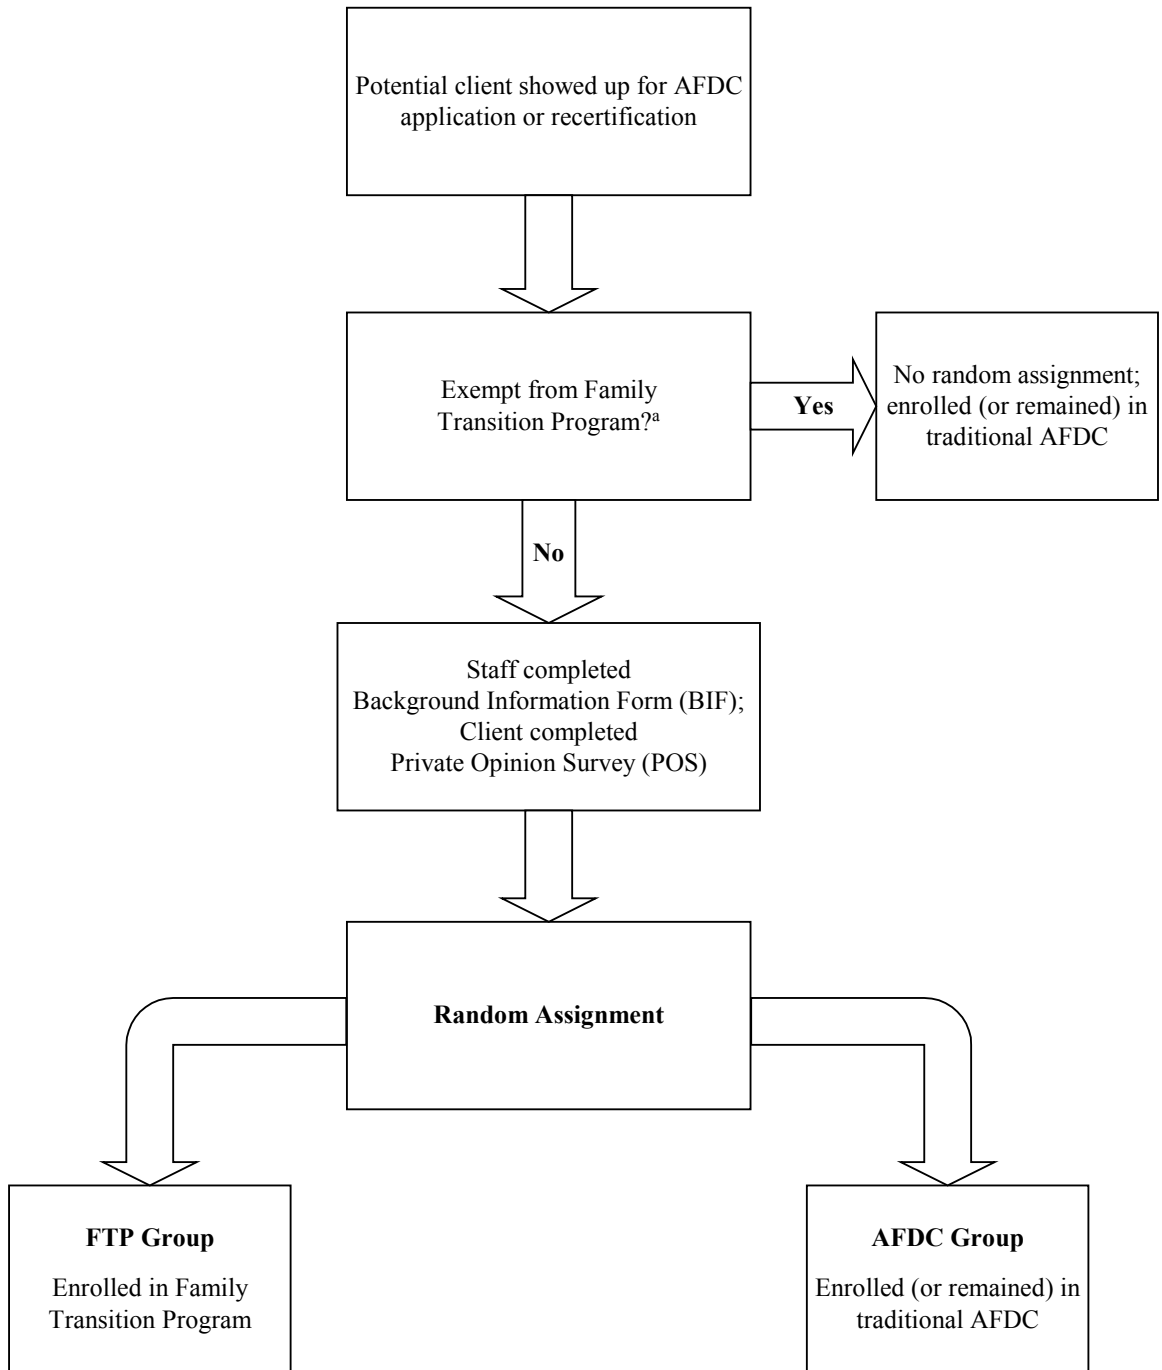 Potential client showed up for AFDC
application or recertification
Exempt from Family
Transition Program?ᵃ
Yes
No random assignment;
enrolled (or remained) in
traditional AFDC
No
Staff completed
Background Information Form (BIF);
Client completed
Private Opinion Survey (POS)
Random Assignment
FTP Group
Enrolled in Family
Transition Program
AFDC Group
Enrolled (or remained) in
traditional AFDC